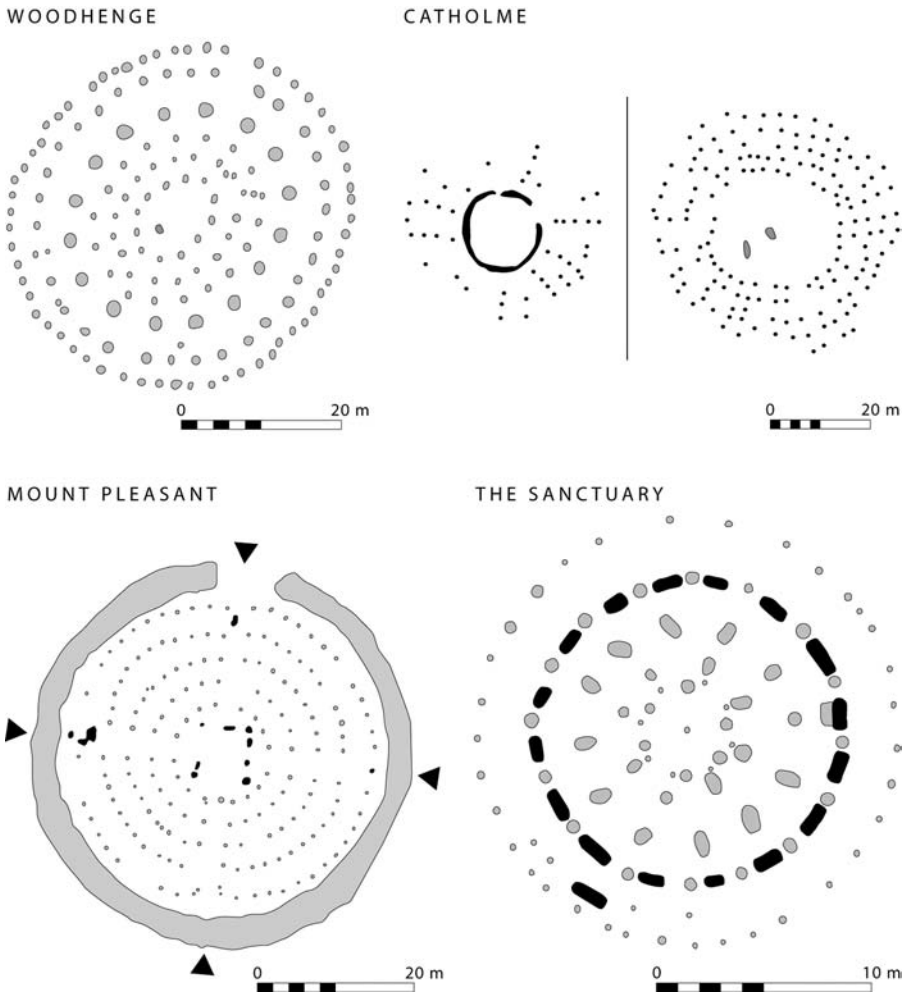 WOODHENGE
CATHOLME
0 20 m
0 20 m
MOUNT PLEASANT
THE SANCTUARY
0 20 m
0 10 m